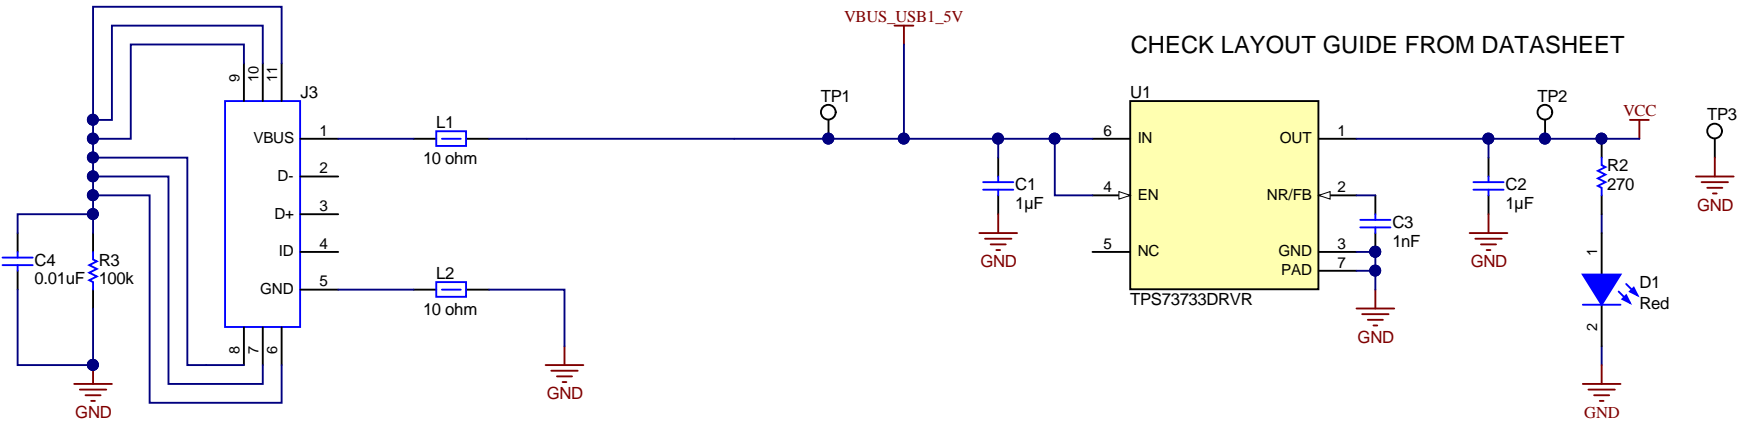 VBUS_USB1_5V
CHECK LAYOUT GUIDE FROM DATASHEET
9
10
11
J3
VBUS 1
D- 2
D+ 3
ID 4
GND 5
8
7
6
C4
0.01uF
R3
100k
GND
L1
10 ohm
L2
10 ohm
GND
TP1
C1
1µF
GND
U1
6 IN
4 EN
5 NC
OUT 1
NR/FB 2
GND 3
PAD 7
TPS73733DRVR
C3
1nF
GND
C2
1µF
GND
TP2
VCC
R2
270
1
D1
Red
2
GND
TP3
GND